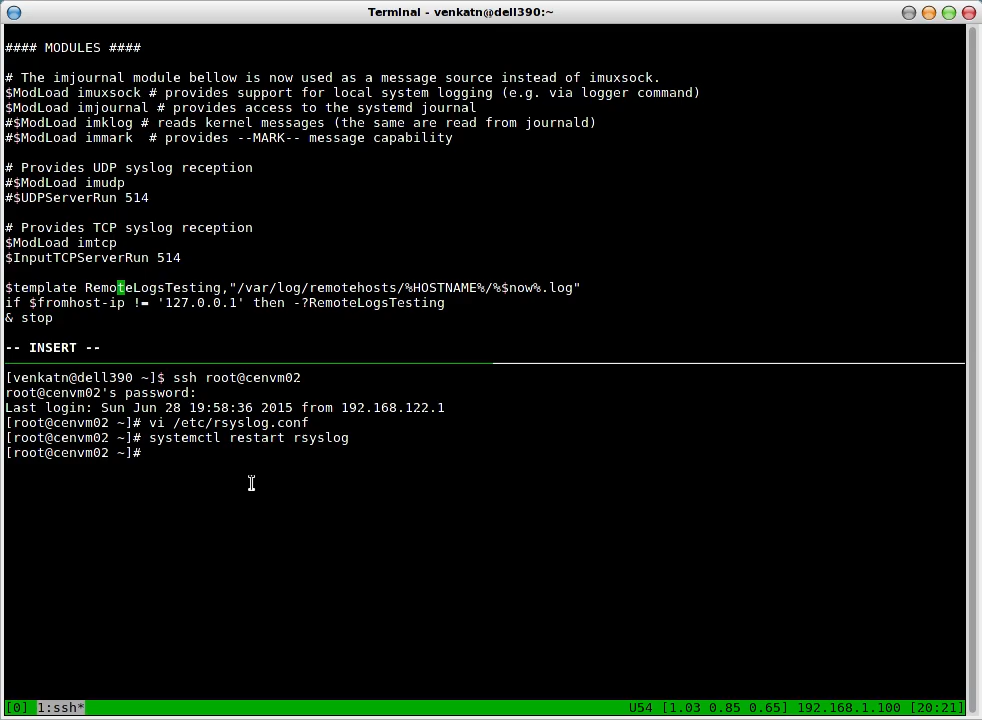 Terminal - venkatn@dell390:~
#### MODULES ####
# The imjournal module bellow is now used as a message source instead of imuxsock.
$ModLoad imuxsock # provides support for local system logging (e.g. via logger command)
$ModLoad imjournal # provides access to the systemd journal
#$ModLoad imklog # reads kernel messages (the same are read from journald)
#$ModLoad immark  # provides --MARK-- message capability
# Provides UDP syslog reception
#$ModLoad imudp
#$UDPServerRun 514
# Provides TCP syslog reception
$ModLoad imtcp
$InputTCPServerRun 514
$template RemoteLogsTesting,"/var/log/remotehosts/%HOSTNAME%/%$now%.log"
if $fromhost-ip != '127.0.0.1' then -?RemoteLogsTesting
& stop
-- INSERT --
[venkatn@dell390 ~]$ ssh root@cenvm02
root@cenvm02's password:
Last login: Sun Jun 28 19:58:36 2015 from 192.168.122.1
[root@cenvm02 ~]# vi /etc/rsyslog.conf
[root@cenvm02 ~]# systemctl restart rsyslog
[root@cenvm02 ~]#
[0] 1:ssh* U54 [1.03 0.85 0.65] 192.168.1.100 [20:21]